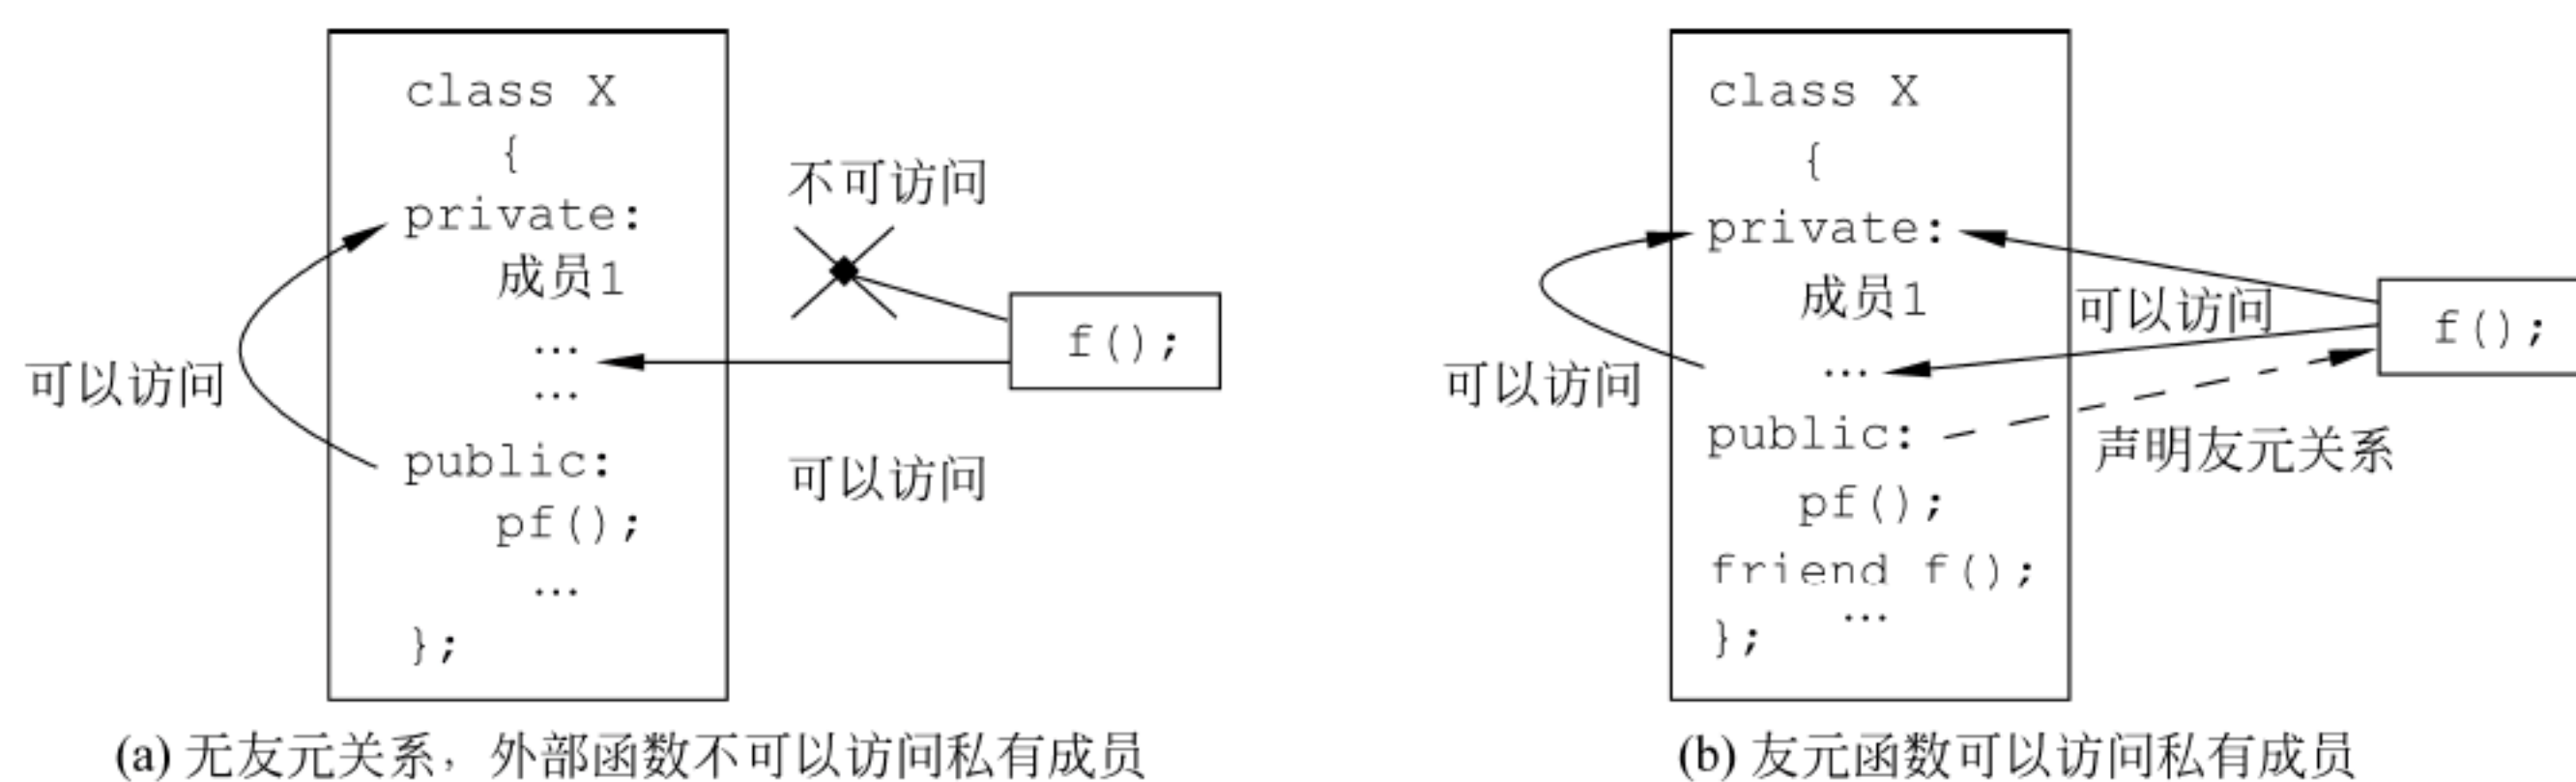 class X
{
private:
成员1
…
…
public:
pf();
…
};
可以访问
不可访问
f();
可以访问
(a) 无友元关系，外部函数不可以访问私有成员
class X
{
private:
成员1
…
public:
pf();
friend f();
…
};
可以访问
可以访问
f();
声明友元关系
(b) 友元函数可以访问私有成员